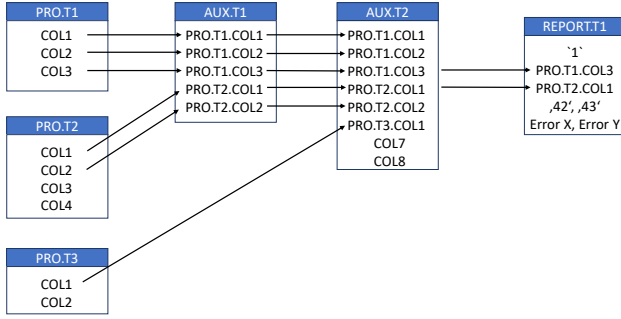 PRO.T1
COL1
COL2
COL3
PRO.T2
COL1
COL2
COL3
COL4
PRO.T3
COL1
COL2
AUX.T1
PRO.T1.COL1
PRO.T1.COL2
PRO.T1.COL3
PRO.T2.COL1
PRO.T2.COL2
AUX.T2
PRO.T1.COL1
PRO.T1.COL2
PRO.T1.COL3
PRO.T2.COL1
PRO.T2.COL2
PRO.T3.COL1
COL7
COL8
REPORT.T1
`1`
PRO.T1.COL3
PRO.T2.COL1
‚42‘, ‚43‘
Error X, Error Y